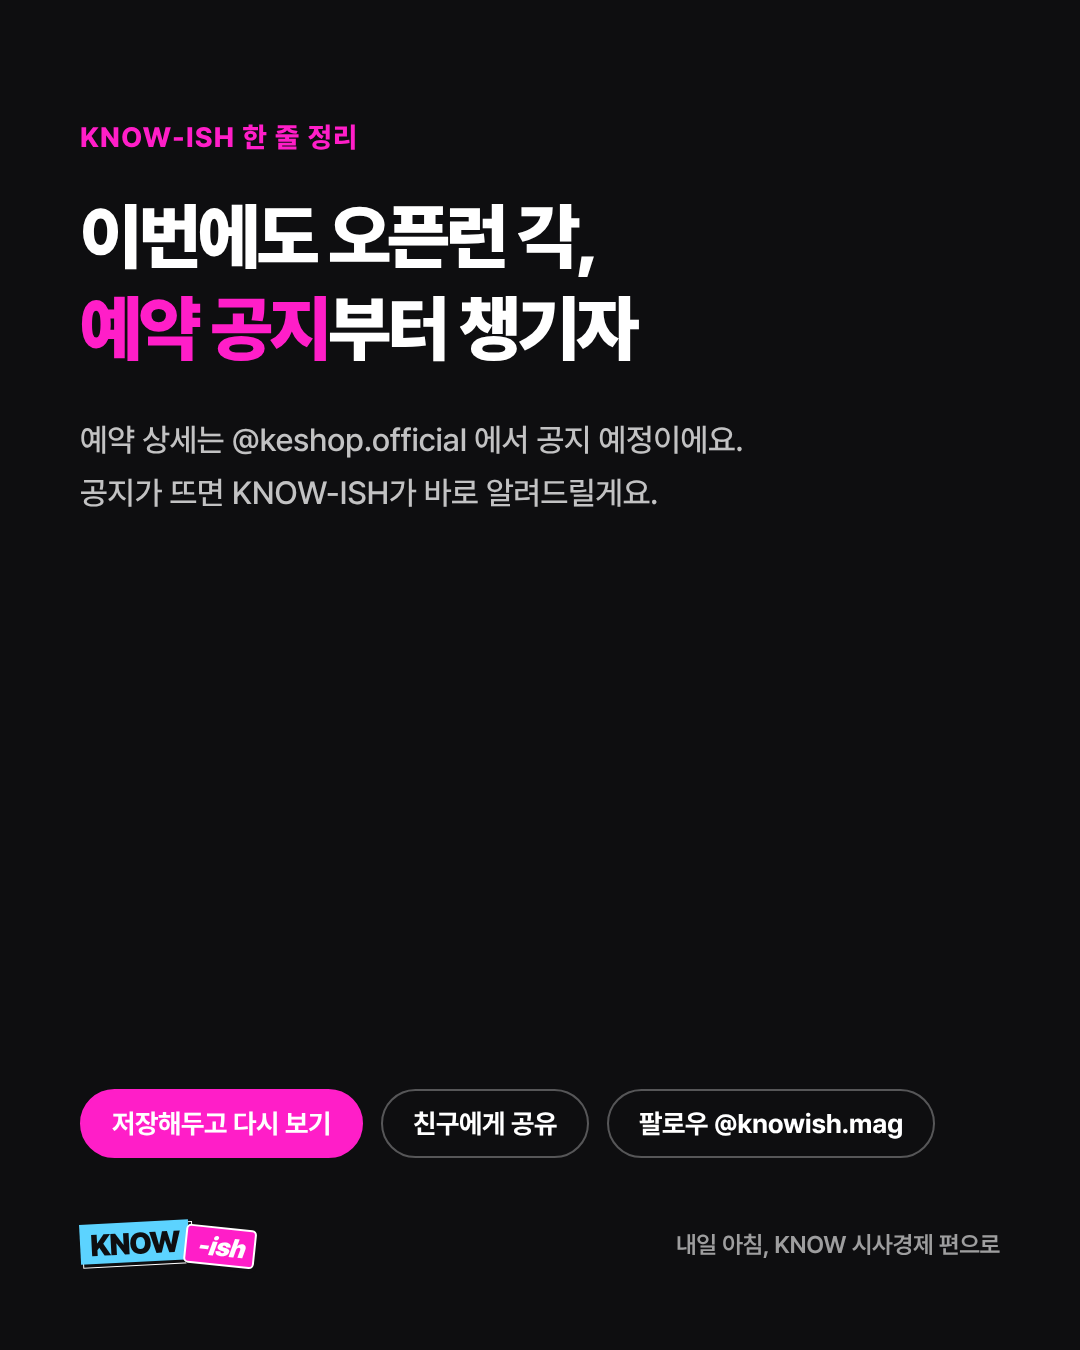 KNOW-ISH 한 줄 정리
이번에도 오픈런 각,
예약 공지부터 챙기자
예약 상세는 @keshop.official 에서 공지 예정이에요.
공지가 뜨면 KNOW-ISH가 바로 알려드릴게요.
저장해두고 다시 보기
친구에게 공유
팔로우 @knowish.mag
KNOW -ish
내일 아침, KNOW 시사경제 편으로